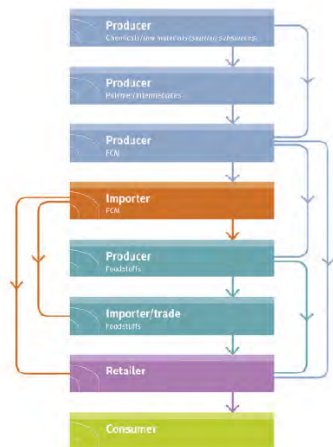 Producer
Chemicals/raw materials (starting substances)
Producer
Polymer/intermediates
Producer
FCM
Importer
FCM
Producer
Foodstuffs
Importer/trade
Foodstuffs
Retailer
Consumer